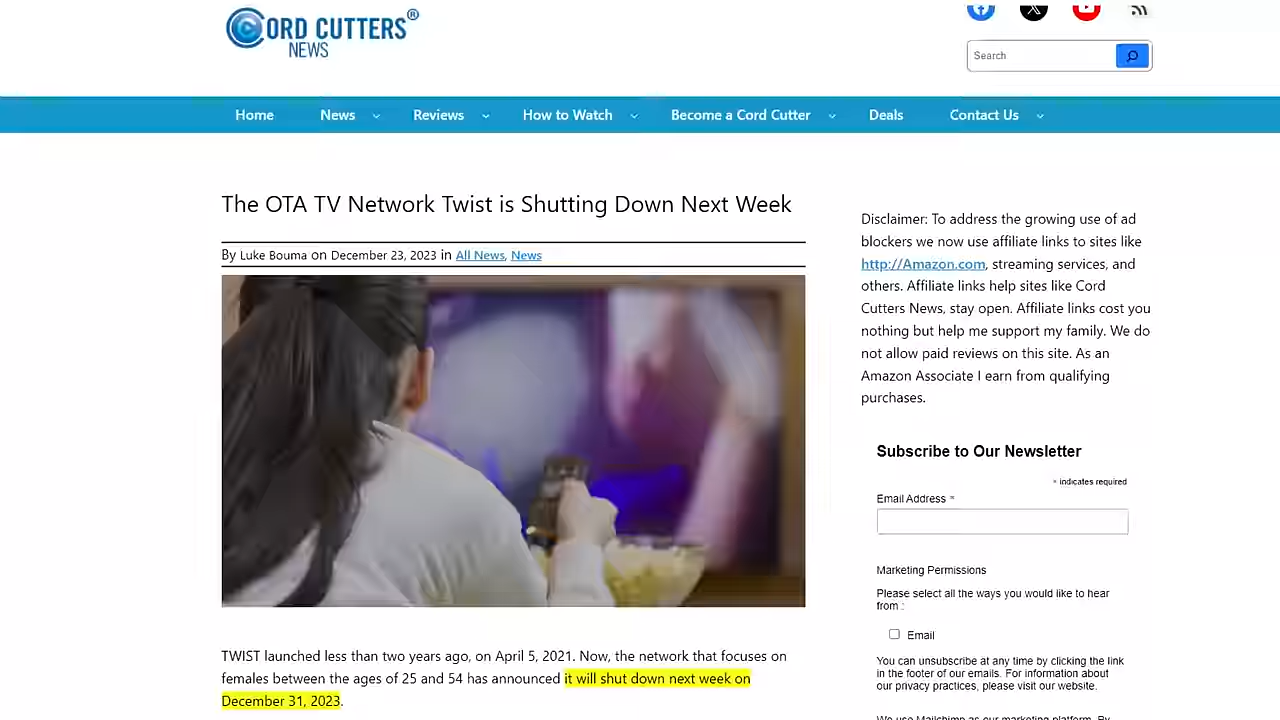 CORD CUTTERS®
NEWS
Search
Home News Reviews How to Watch Become a Cord Cutter Deals Contact Us
The OTA TV Network Twist is Shutting Down Next Week
By Luke Bouma on December 23, 2023 in All News, News
TWIST launched less than two years ago, on April 5, 2021. Now, the network that focuses on
females between the ages of 25 and 54 has announced it will shut down next week on
December 31, 2023.
Disclaimer: To address the growing use of ad
blockers we now use affiliate links to sites like
http://Amazon.com, streaming services, and
others. Affiliate links help sites like Cord
Cutters News, stay open. Affiliate links cost you
nothing but help me support my family. We do
not allow paid reviews on this site. As an
Amazon Associate I earn from qualifying
purchases.
Subscribe to Our Newsletter
* indicates required
Email Address *
Marketing Permissions
Please select all the ways you would like to hear
from :
Email
You can unsubscribe at any time by clicking the link
in the footer of our emails. For information about
our privacy practices, please visit our website.
We use Mailchimp as our marketing platform. By